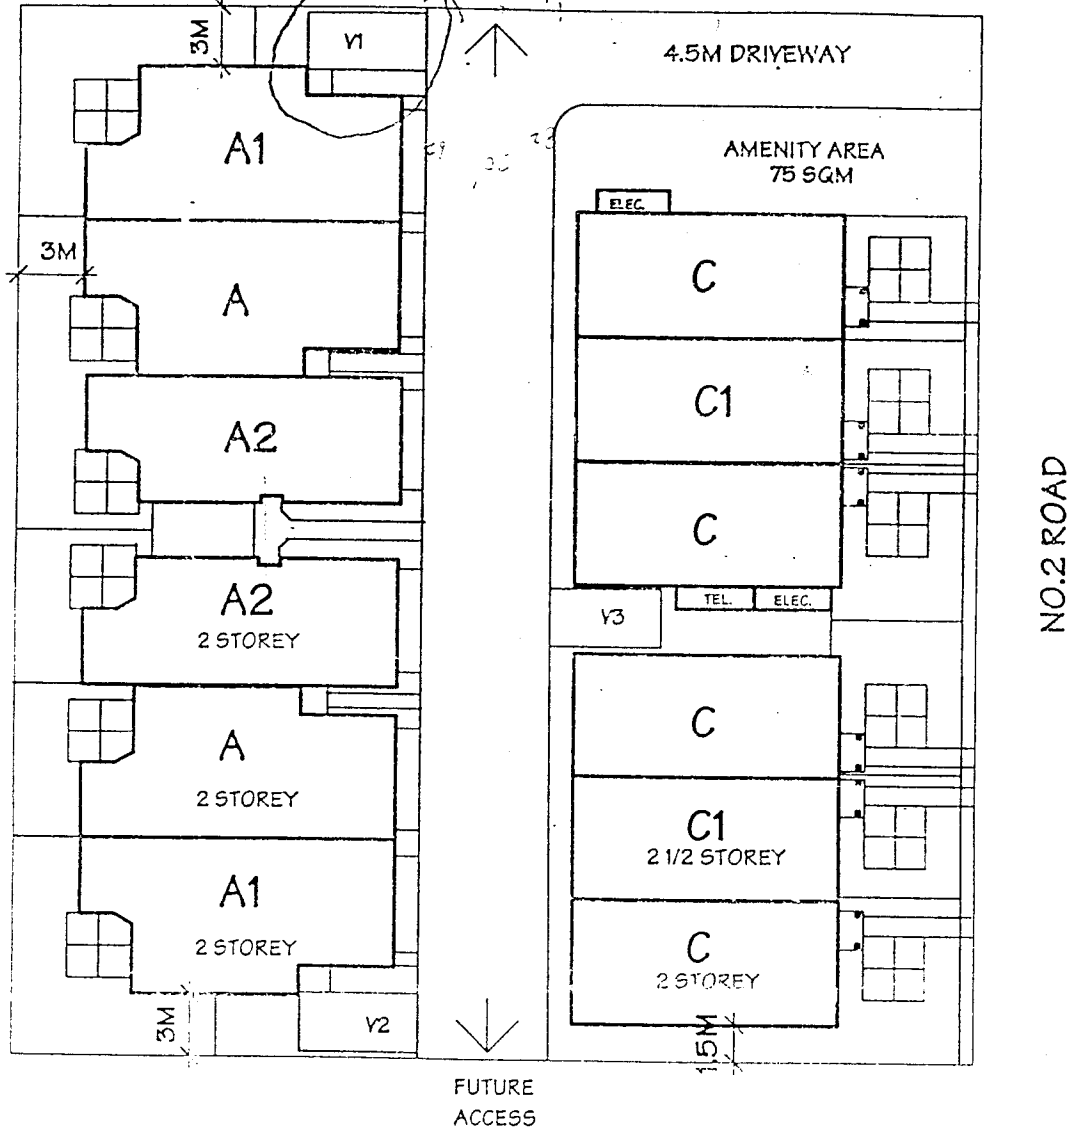 3M
V1
4.5M DRIVEWAY
A1
AMENITY AREA
75 SQM
ELEC.
3M
A
C
A2
C1
C
A2
2 STOREY
TEL.
ELEC.
V3
A
2 STOREY
C
C1
2 1/2 STOREY
A1
2 STOREY
C
2 STOREY
3M
V2
1.5M
FUTURE
ACCESS
NO.2 ROAD